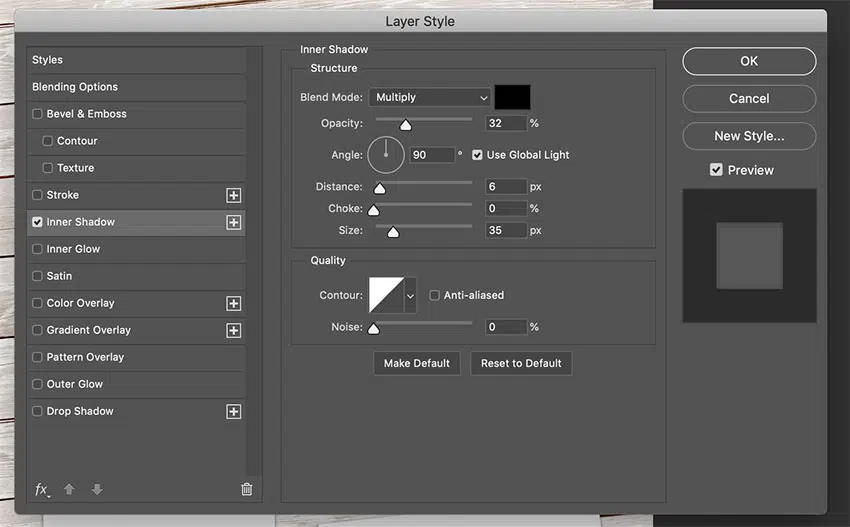 Layer Style
Styles
Blending Options
Bevel & Emboss
Contour
Texture
Stroke
Inner Shadow
Inner Glow
Satin
Color Overlay
Gradient Overlay
Pattern Overlay
Outer Glow
Drop Shadow
fx
Inner Shadow
Structure
Blend Mode: Multiply
Opacity: 32 %
Angle: 90 ° Use Global Light
Distance: 6 px
Choke: 0 %
Size: 35 px
Quality
Contour: Anti-aliased
Noise: 0 %
Make Default Reset to Default
OK
Cancel
New Style...
Preview